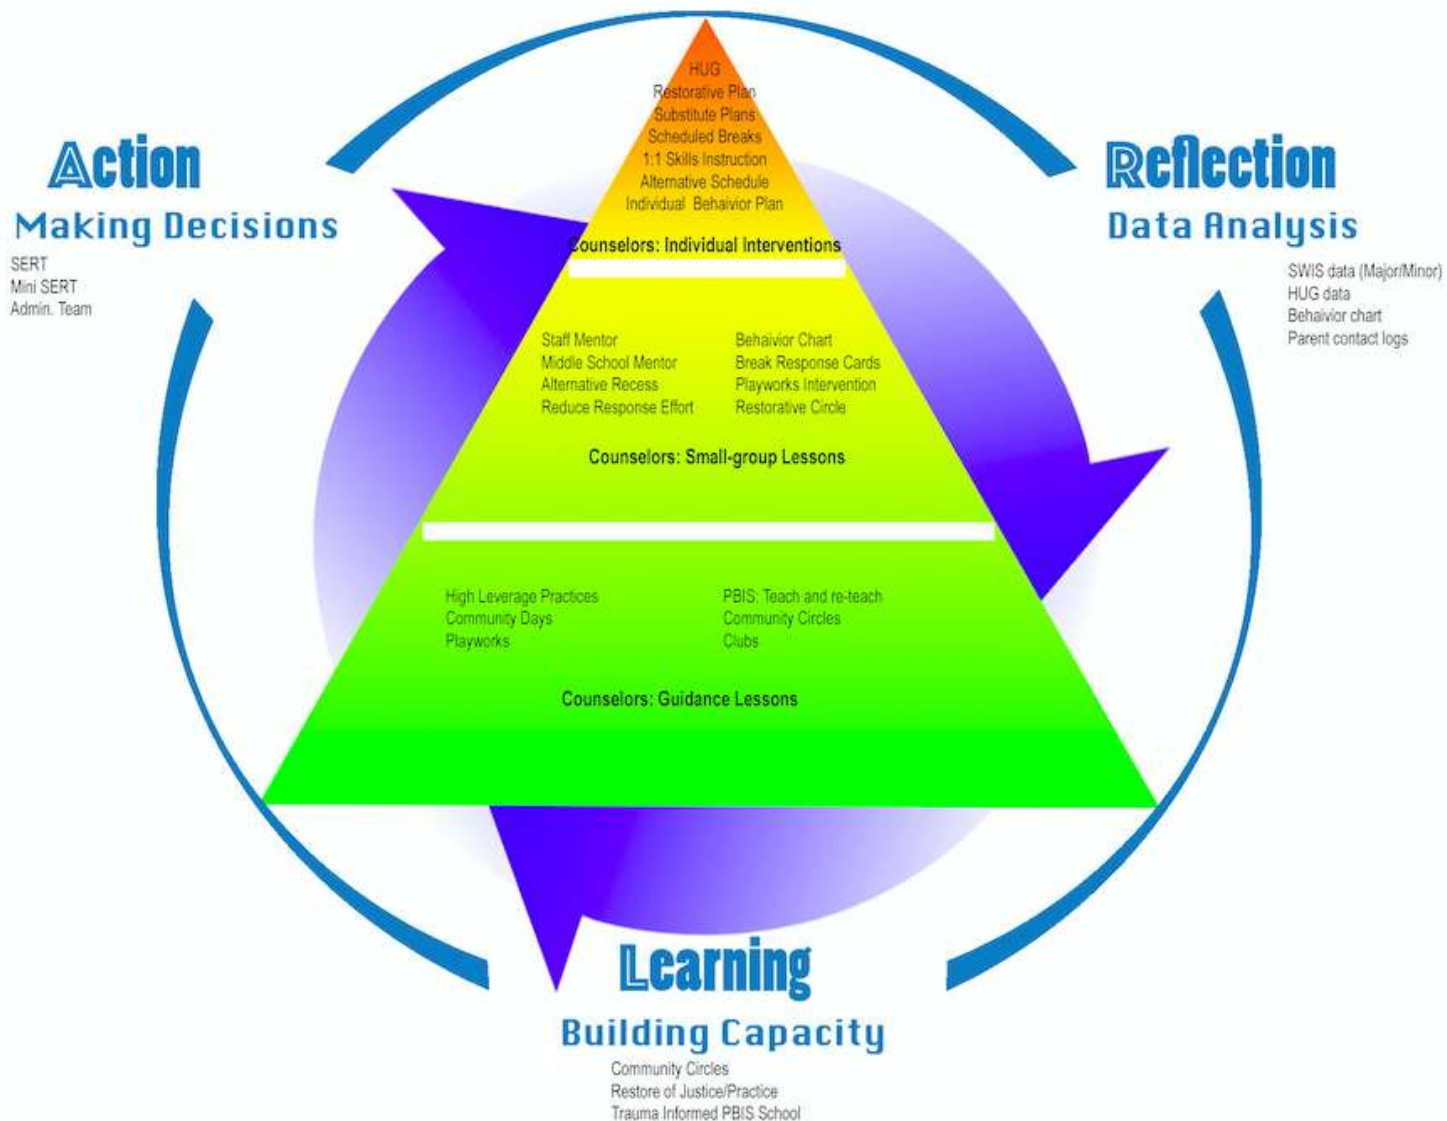 HUG
Restorative Plan
Substitute Plans
Scheduled Breaks
1:1 Skills Instruction
Alternative Schedule
Individual Behaivior Plan
Counselors: Individual Interventions
Action
Making Decisions
SERT
Mini SERT
Admin. Team
Reflection
Data Analysis
SWIS data (Major/Minor)
HUG data
Behaivior chart
Parent contact logs
Staff Mentor
Middle School Mentor
Alternative Recess
Reduce Response Effort
Behaivior Chart
Break Response Cards
Playworks Intervention
Restorative Circle
Counselors: Small-group Lessons
High Leverage Practices
Community Days
Playworks
PBIS: Teach and re-teach
Community Circles
Clubs
Counselors: Guidance Lessons
Learning
Building Capacity
Community Circles
Restore of Justice/Practice
Trauma Informed PBIS School